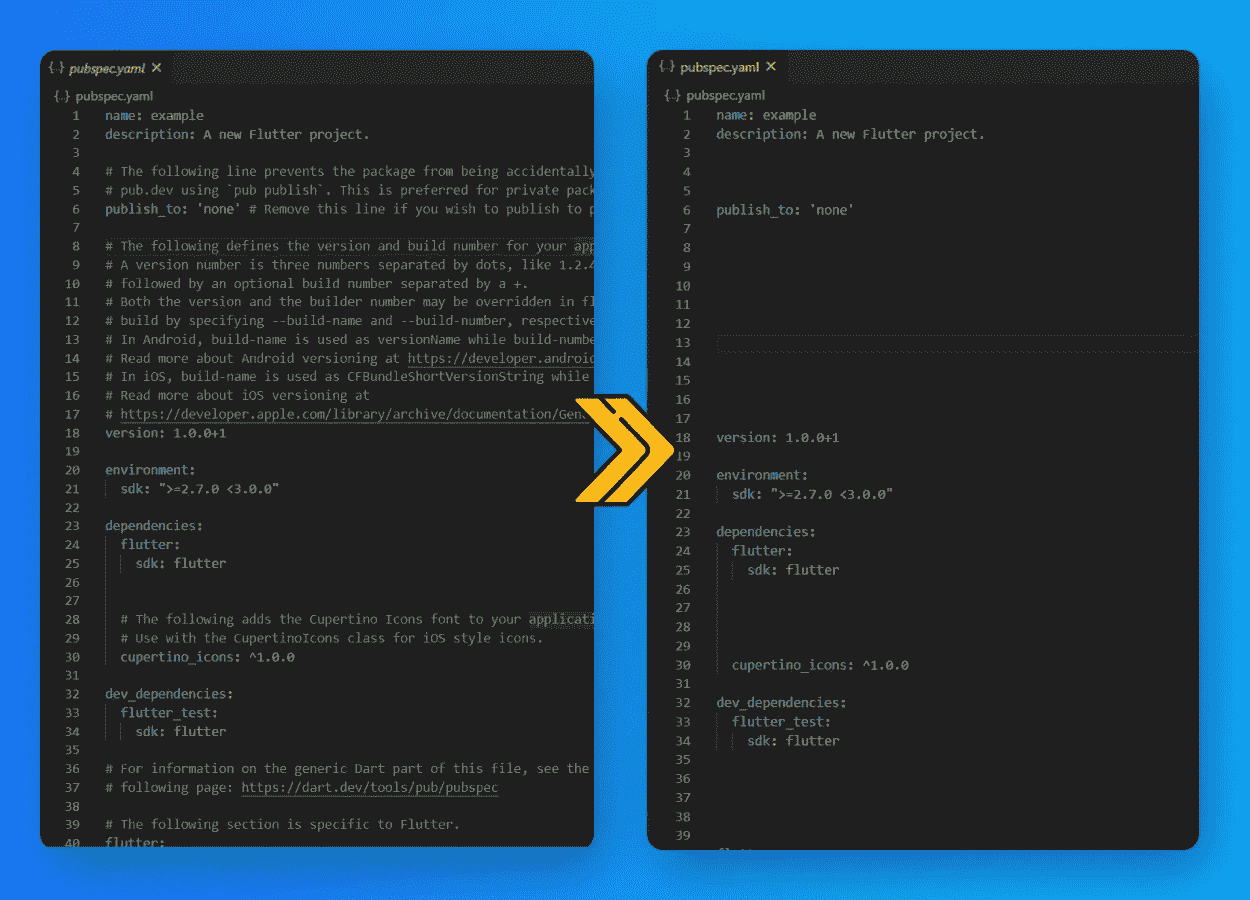 {..} pubspec.yaml ×
{..} pubspec.yaml
1 name: example
2 description: A new Flutter project.
3
4 # The following line prevents the package from being accidentally
5 # pub.dev using `pub publish`. This is preferred for private pack
6 publish_to: 'none' # Remove this line if you wish to publish to p
7
8 # The following defines the version and build number for your app
9 # A version number is three numbers separated by dots, like 1.2.4
10 # followed by an optional build number separated by a +.
11 # Both the version and the builder number may be overridden in fl
12 # build by specifying --build-name and --build-number, respective
13 # In Android, build-name is used as versionName while build-numbe
14 # Read more about Android versioning at https://developer.android
15 # In iOS, build-name is used as CFBundleShortVersionString while
16 # Read more about iOS versioning at
17 # https://developer.apple.com/library/archive/documentation/Gen
18 version: 1.0.0+1
19
20 environment:
21 sdk: ">=2.7.0 <3.0.0"
22
23 dependencies:
24 flutter:
25 sdk: flutter
26
27
28 # The following adds the Cupertino Icons font to your applicati
29 # Use with the CupertinoIcons class for iOS style icons.
30 cupertino_icons: ^1.0.0
31
32 dev_dependencies:
33 flutter_test:
34 sdk: flutter
35
36 # For information on the generic Dart part of this file, see the
37 # following page: https://dart.dev/tools/pub/pubspec
38
39 # The following section is specific to Flutter.
40 flutter:
{..} pubspec.yaml ×
{..} pubspec.yaml
1 name: example
2 description: A new Flutter project.
3
4
5
6 publish_to: 'none'
7
8
9
10
11
12
13
14
15
16
17
18 version: 1.0.0+1
19
20 environment:
21 sdk: ">=2.7.0 <3.0.0"
22
23 dependencies:
24 flutter:
25 sdk: flutter
26
27
28
29
30 cupertino_icons: ^1.0.0
31
32 dev_dependencies:
33 flutter_test:
34 sdk: flutter
35
36
37
38
39